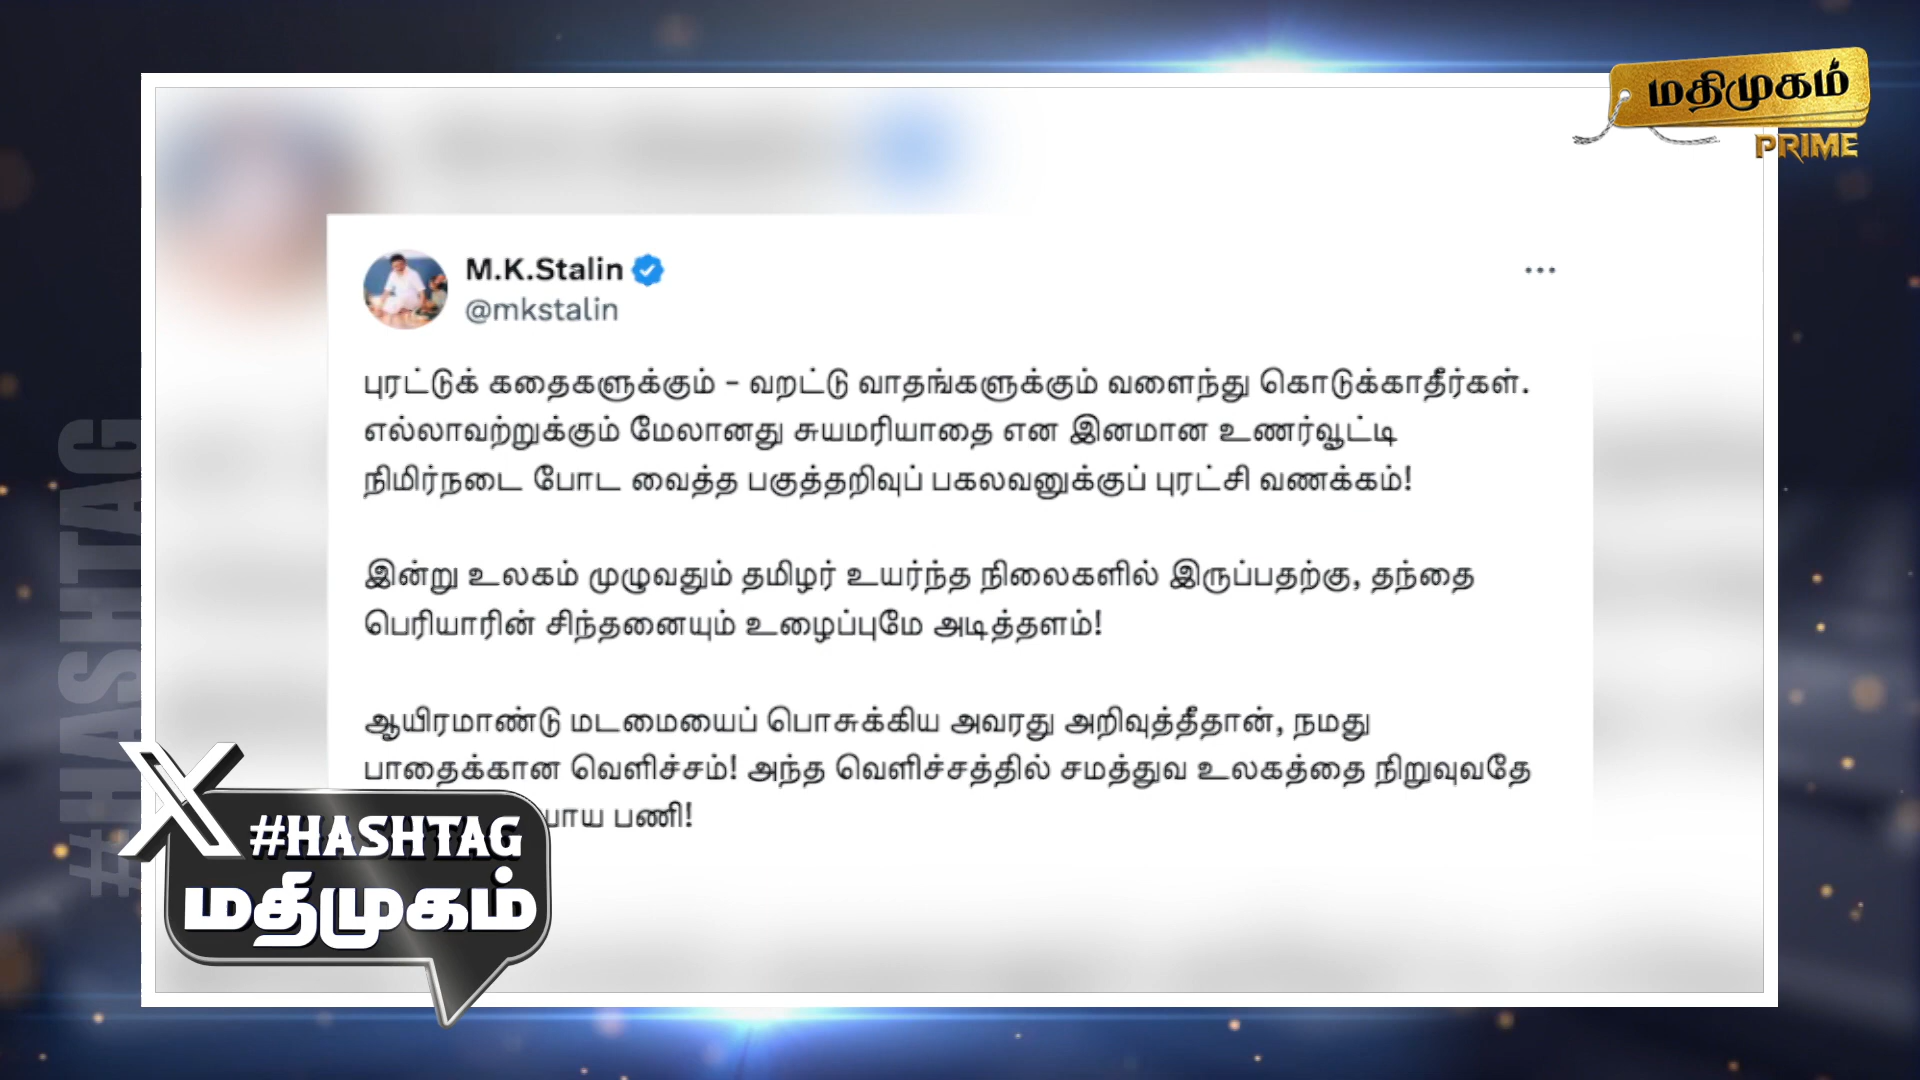 மதிமுகம்
PRIME
M.K.Stalin
@mkstalin
புரட்டுக் கதைகளுக்கும் - வறட்டு வாதங்களுக்கும் வளைந்து கொடுக்காதீர்கள்.
எல்லாவற்றுக்கும் மேலானது சுயமரியாதை என இனமான உணர்வூட்டி
நிமிர்நடை போட வைத்த பகுத்தறிவுப் பகலவனுக்குப் புரட்சி வணக்கம்!
இன்று உலகம் முழுவதும் தமிழர் உயர்ந்த நிலைகளில் இருப்பதற்கு, தந்தை
பெரியாரின் சிந்தனையும் உழைப்புமே அடித்தளம்!
ஆயிரமாண்டு மடமையைப் பொசுக்கிய அவரது அறிவுத்தீதான், நமது
பாதைக்கான வெளிச்சம்! அந்த வெளிச்சத்தில் சமத்துவ உலகத்தை நிறுவுவதே
பணி!
#HASHTAG
X #HASHTAG
மதிமுகம்